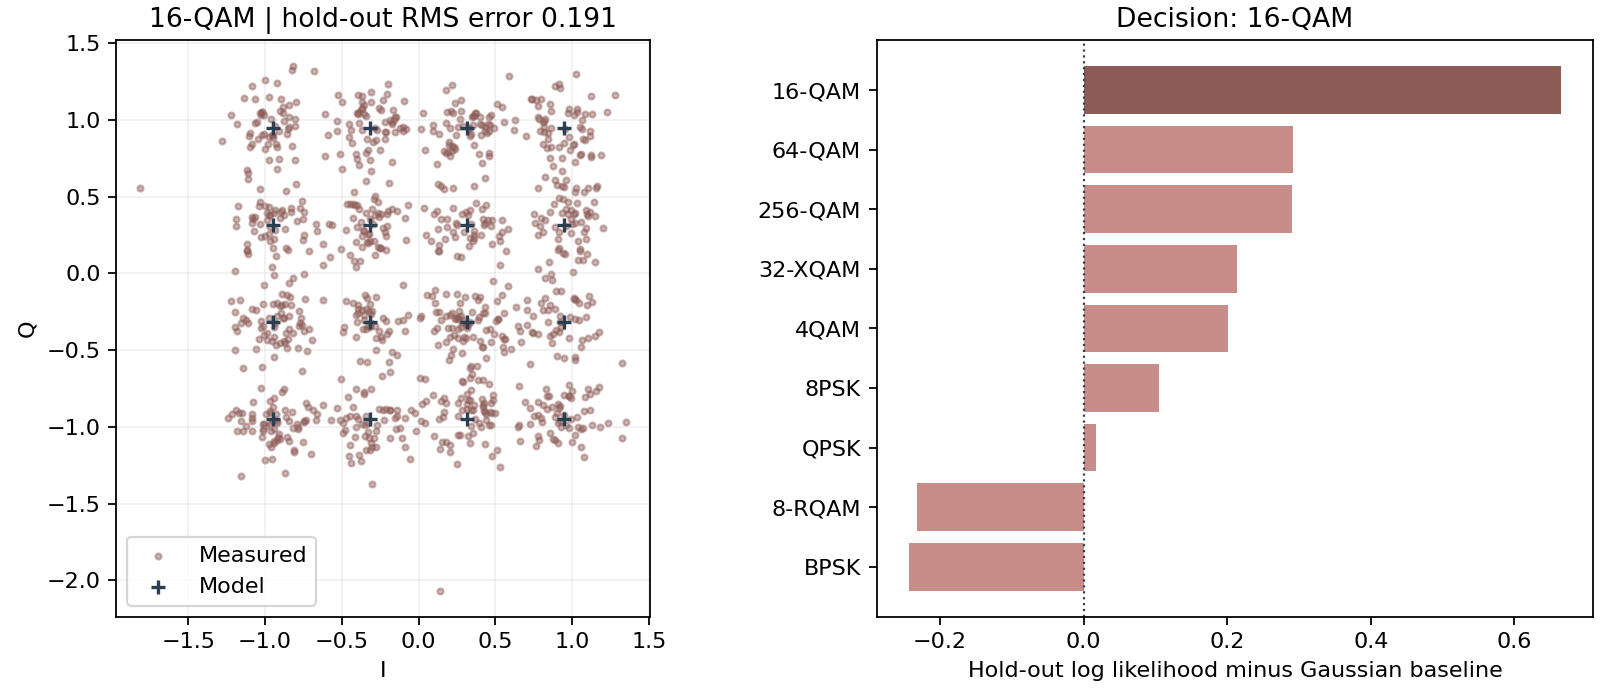 16-QAM | hold-out RMS error 0.191
1.5
1.0
0.5
0.0
−0.5
−1.0
−1.5
−2.0
Q
Measured
Model
−1.5 −1.0 −0.5 0.0 0.5 1.0 1.5
I
Decision: 16-QAM
16-QAM
64-QAM
256-QAM
32-XQAM
4QAM
8PSK
QPSK
8-RQAM
BPSK
−0.2 0.0 0.2 0.4 0.6
Hold-out log likelihood minus Gaussian baseline